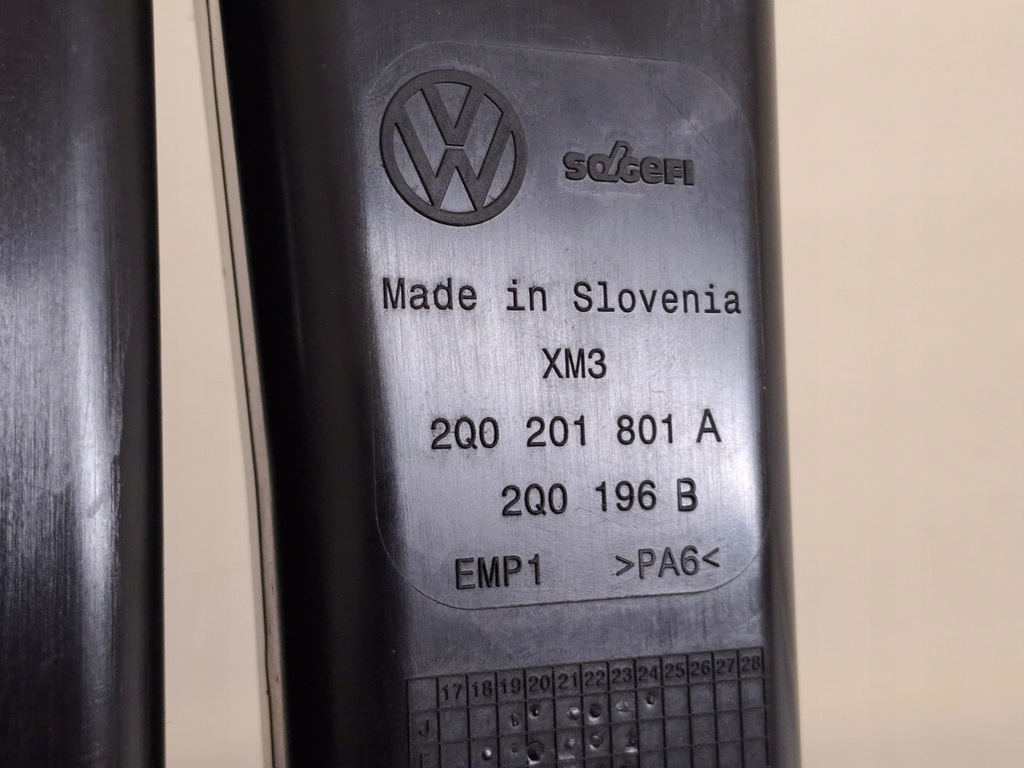 VW SOGEFI
Made in Slovenia
XM3
2Q0 201 801 A
2Q0 196 B
EMP1 >PA6<
17 18 19 20 21 22 23 24 25 26 27 28
J